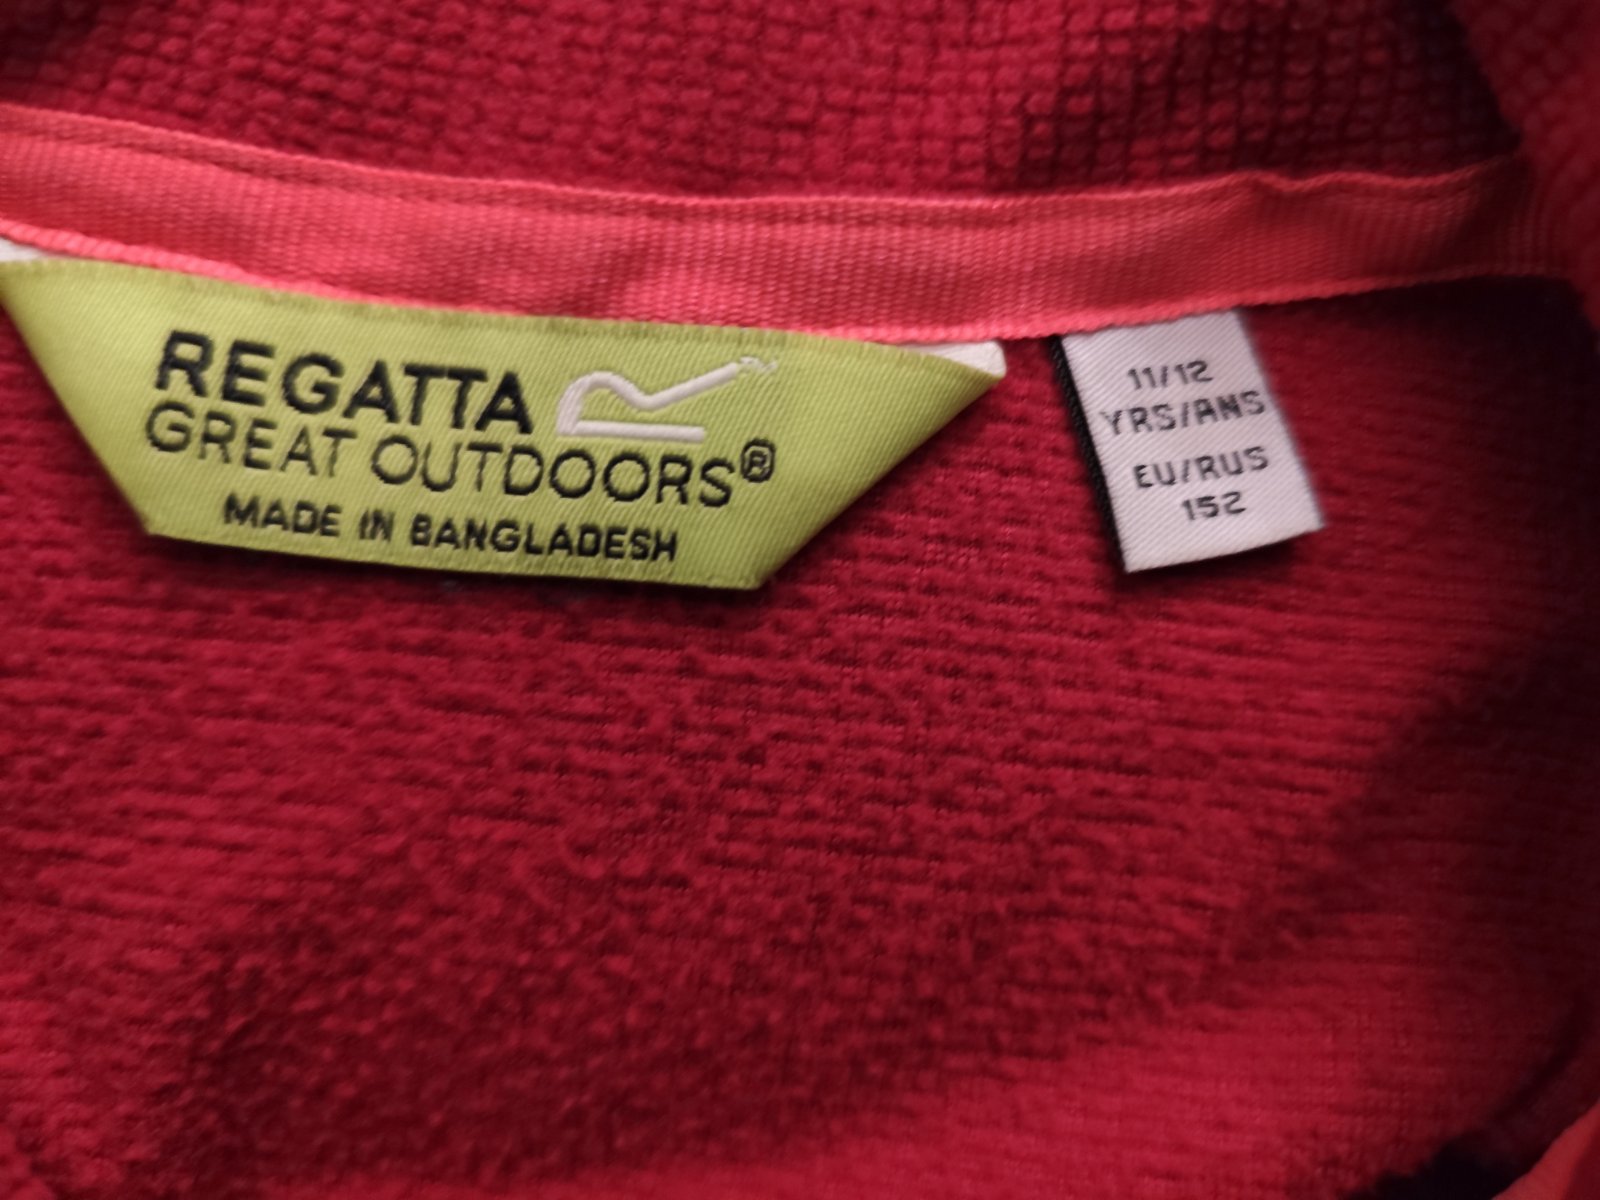 REGATTA
GREAT OUTDOORS®
MADE IN BANGLADESH
11/12
YRS/ANS
EU/RUS
152